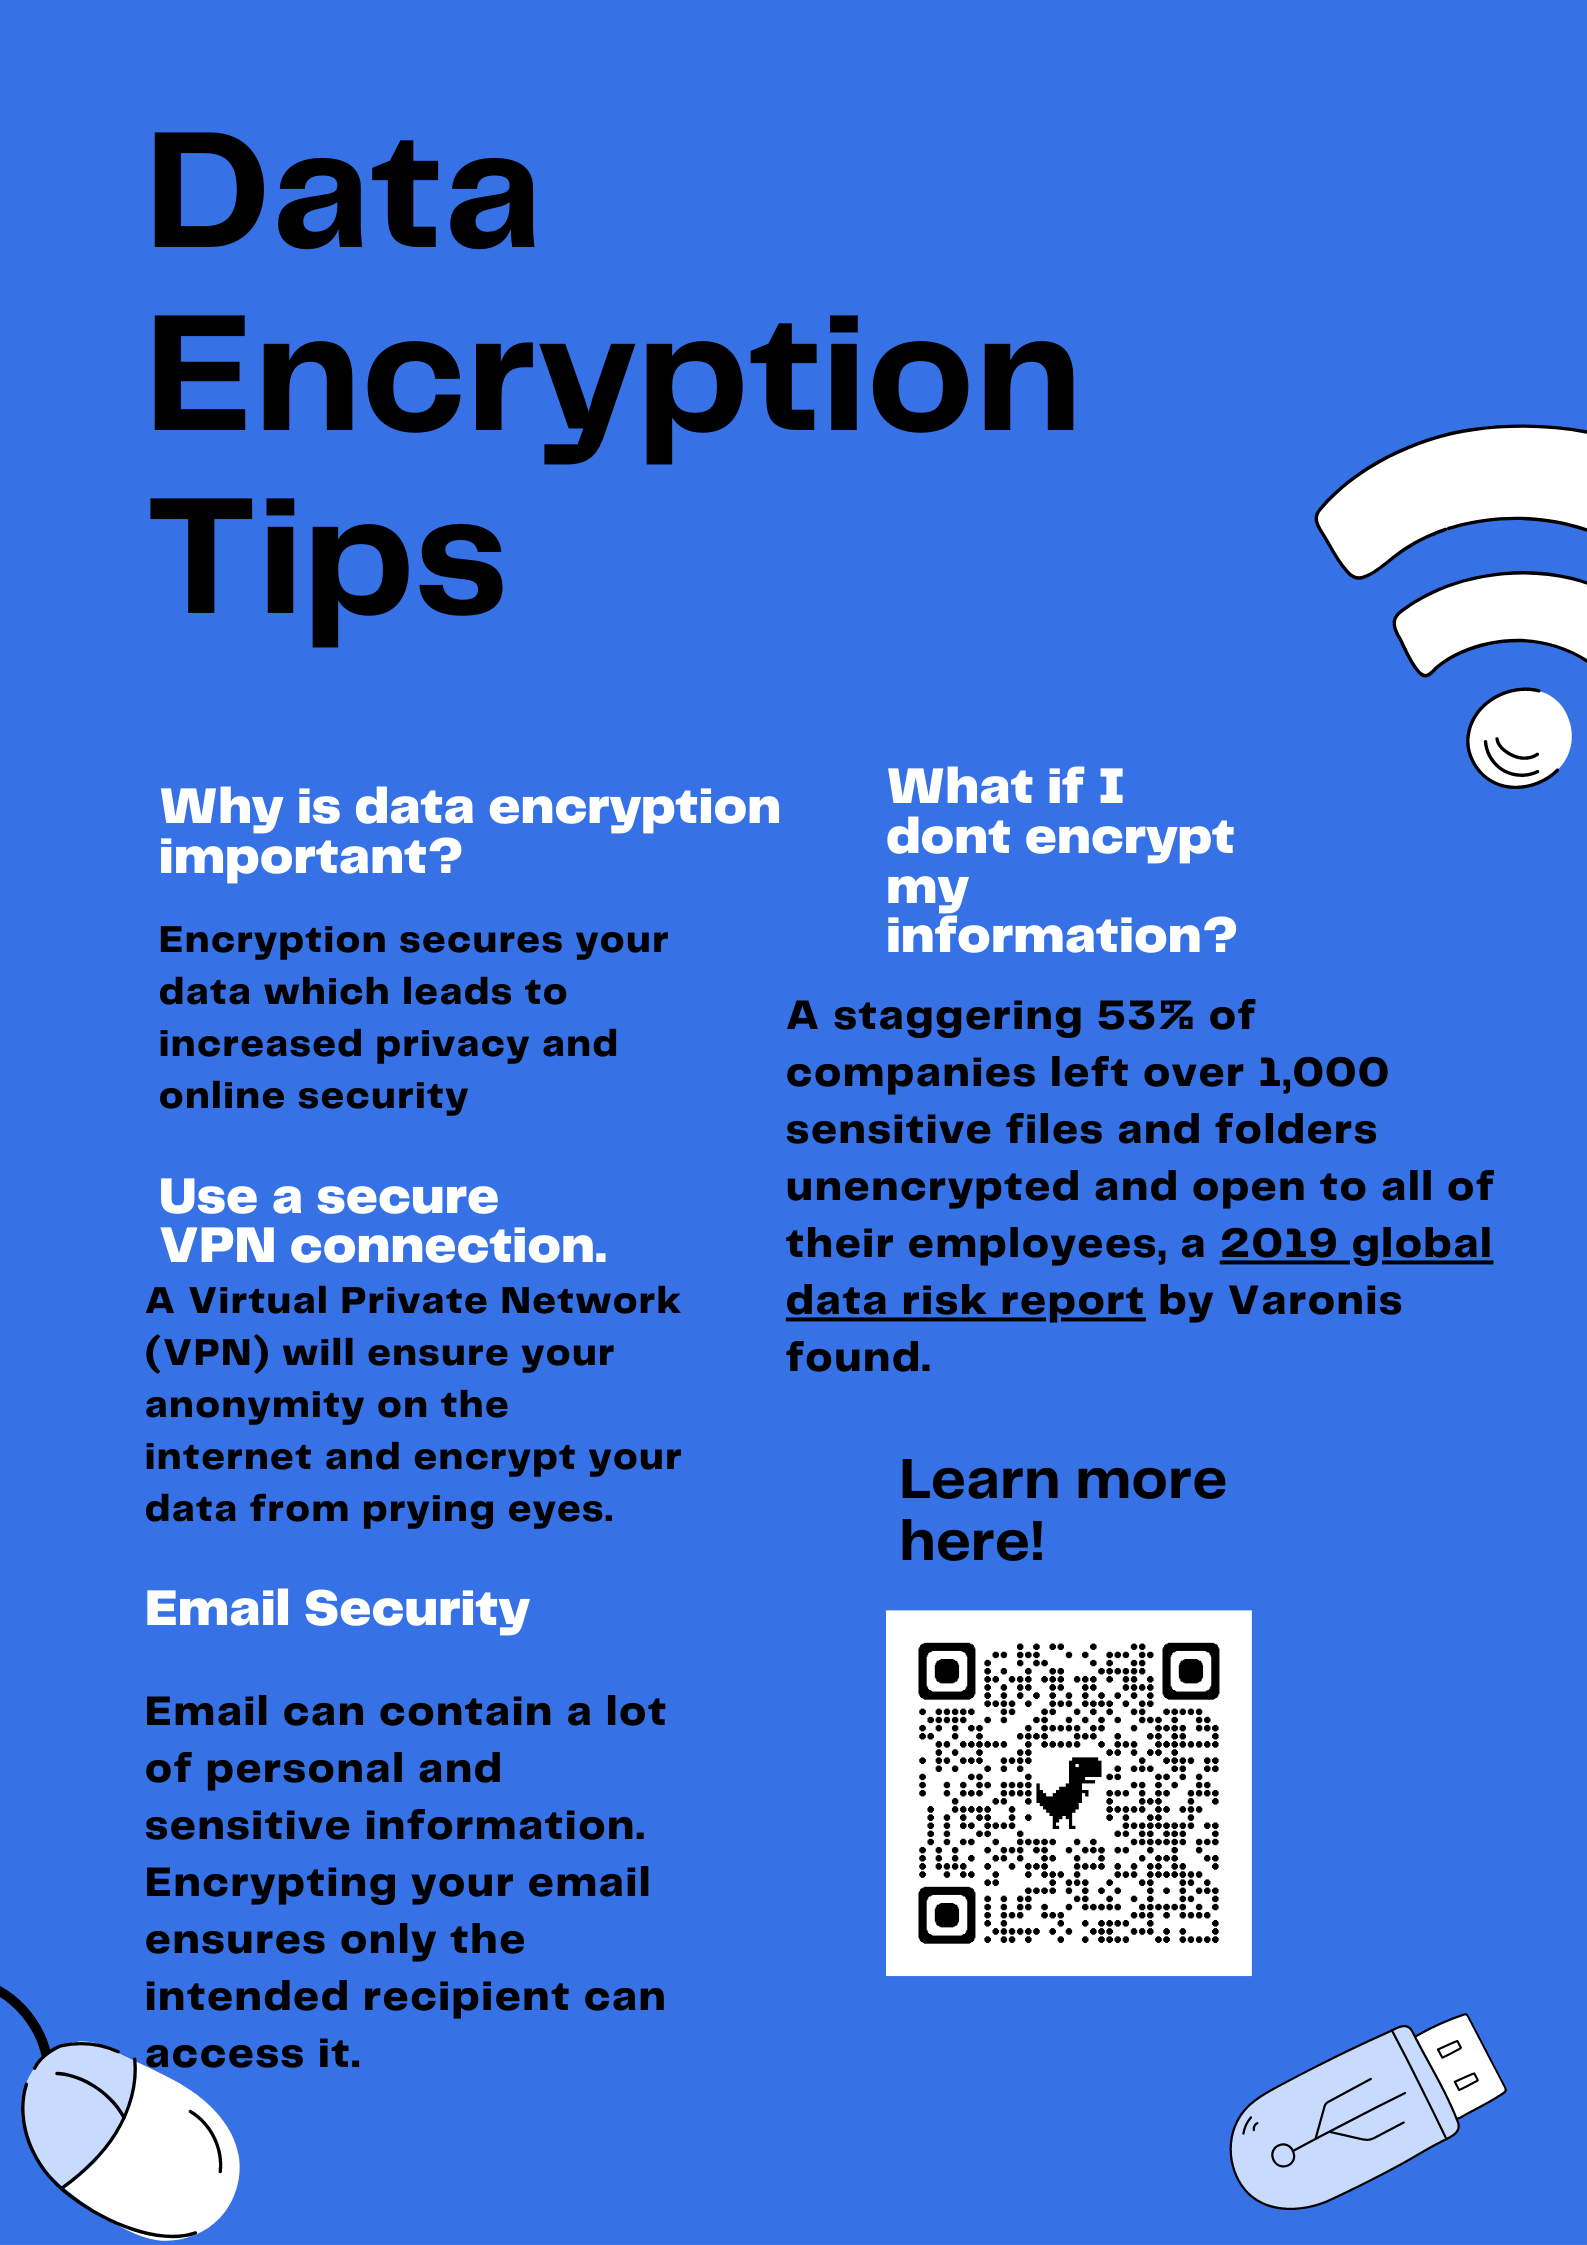 Data
Encryption
Tips
Why is data encryption
important?
Encryption secures your
data which leads to
increased privacy and
online security
Use a secure
VPN connection.
A Virtual Private Network
(VPN) will ensure your
anonymity on the
internet and encrypt your
data from prying eyes.
Email Security
Email can contain a lot
of personal and
sensitive information.
Encrypting your email
ensures only the
intended recipient can
access it.
What if I
dont encrypt
my
information?
A staggering 53% of
companies left over 1,000
sensitive files and folders
unencrypted and open to all of
their employees, a 2019 global
data risk report by Varonis
found.
Learn more
here!